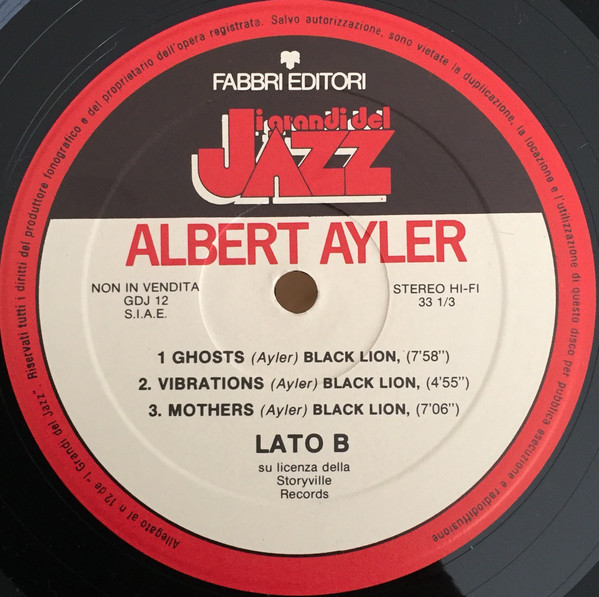 FABBRI EDITORI
i grandi del
JAZZ
ALBERT AYLER
NON IN VENDITA
GDJ 12
S.I.A.E.
STEREO HI-FI
33 1/3
1 GHOSTS (Ayler) BLACK LION, (7'58")
2. VIBRATIONS (Ayler) BLACK LION, (4'55")
3. MOTHERS (Ayler) BLACK LION, (7'06")
LATO B
su licenza della
Storyville
Records
Allegato al n 12 de "I Grandi del Jazz". Riservati tutti i diritti del produttore fonografico e del proprietario dell'opera registrata. Salvo autorizzazione, sono vietate la duplicazione, la locazione e l'utilizzazione di questo disco per pubblica esecuzione e radiodiffusione